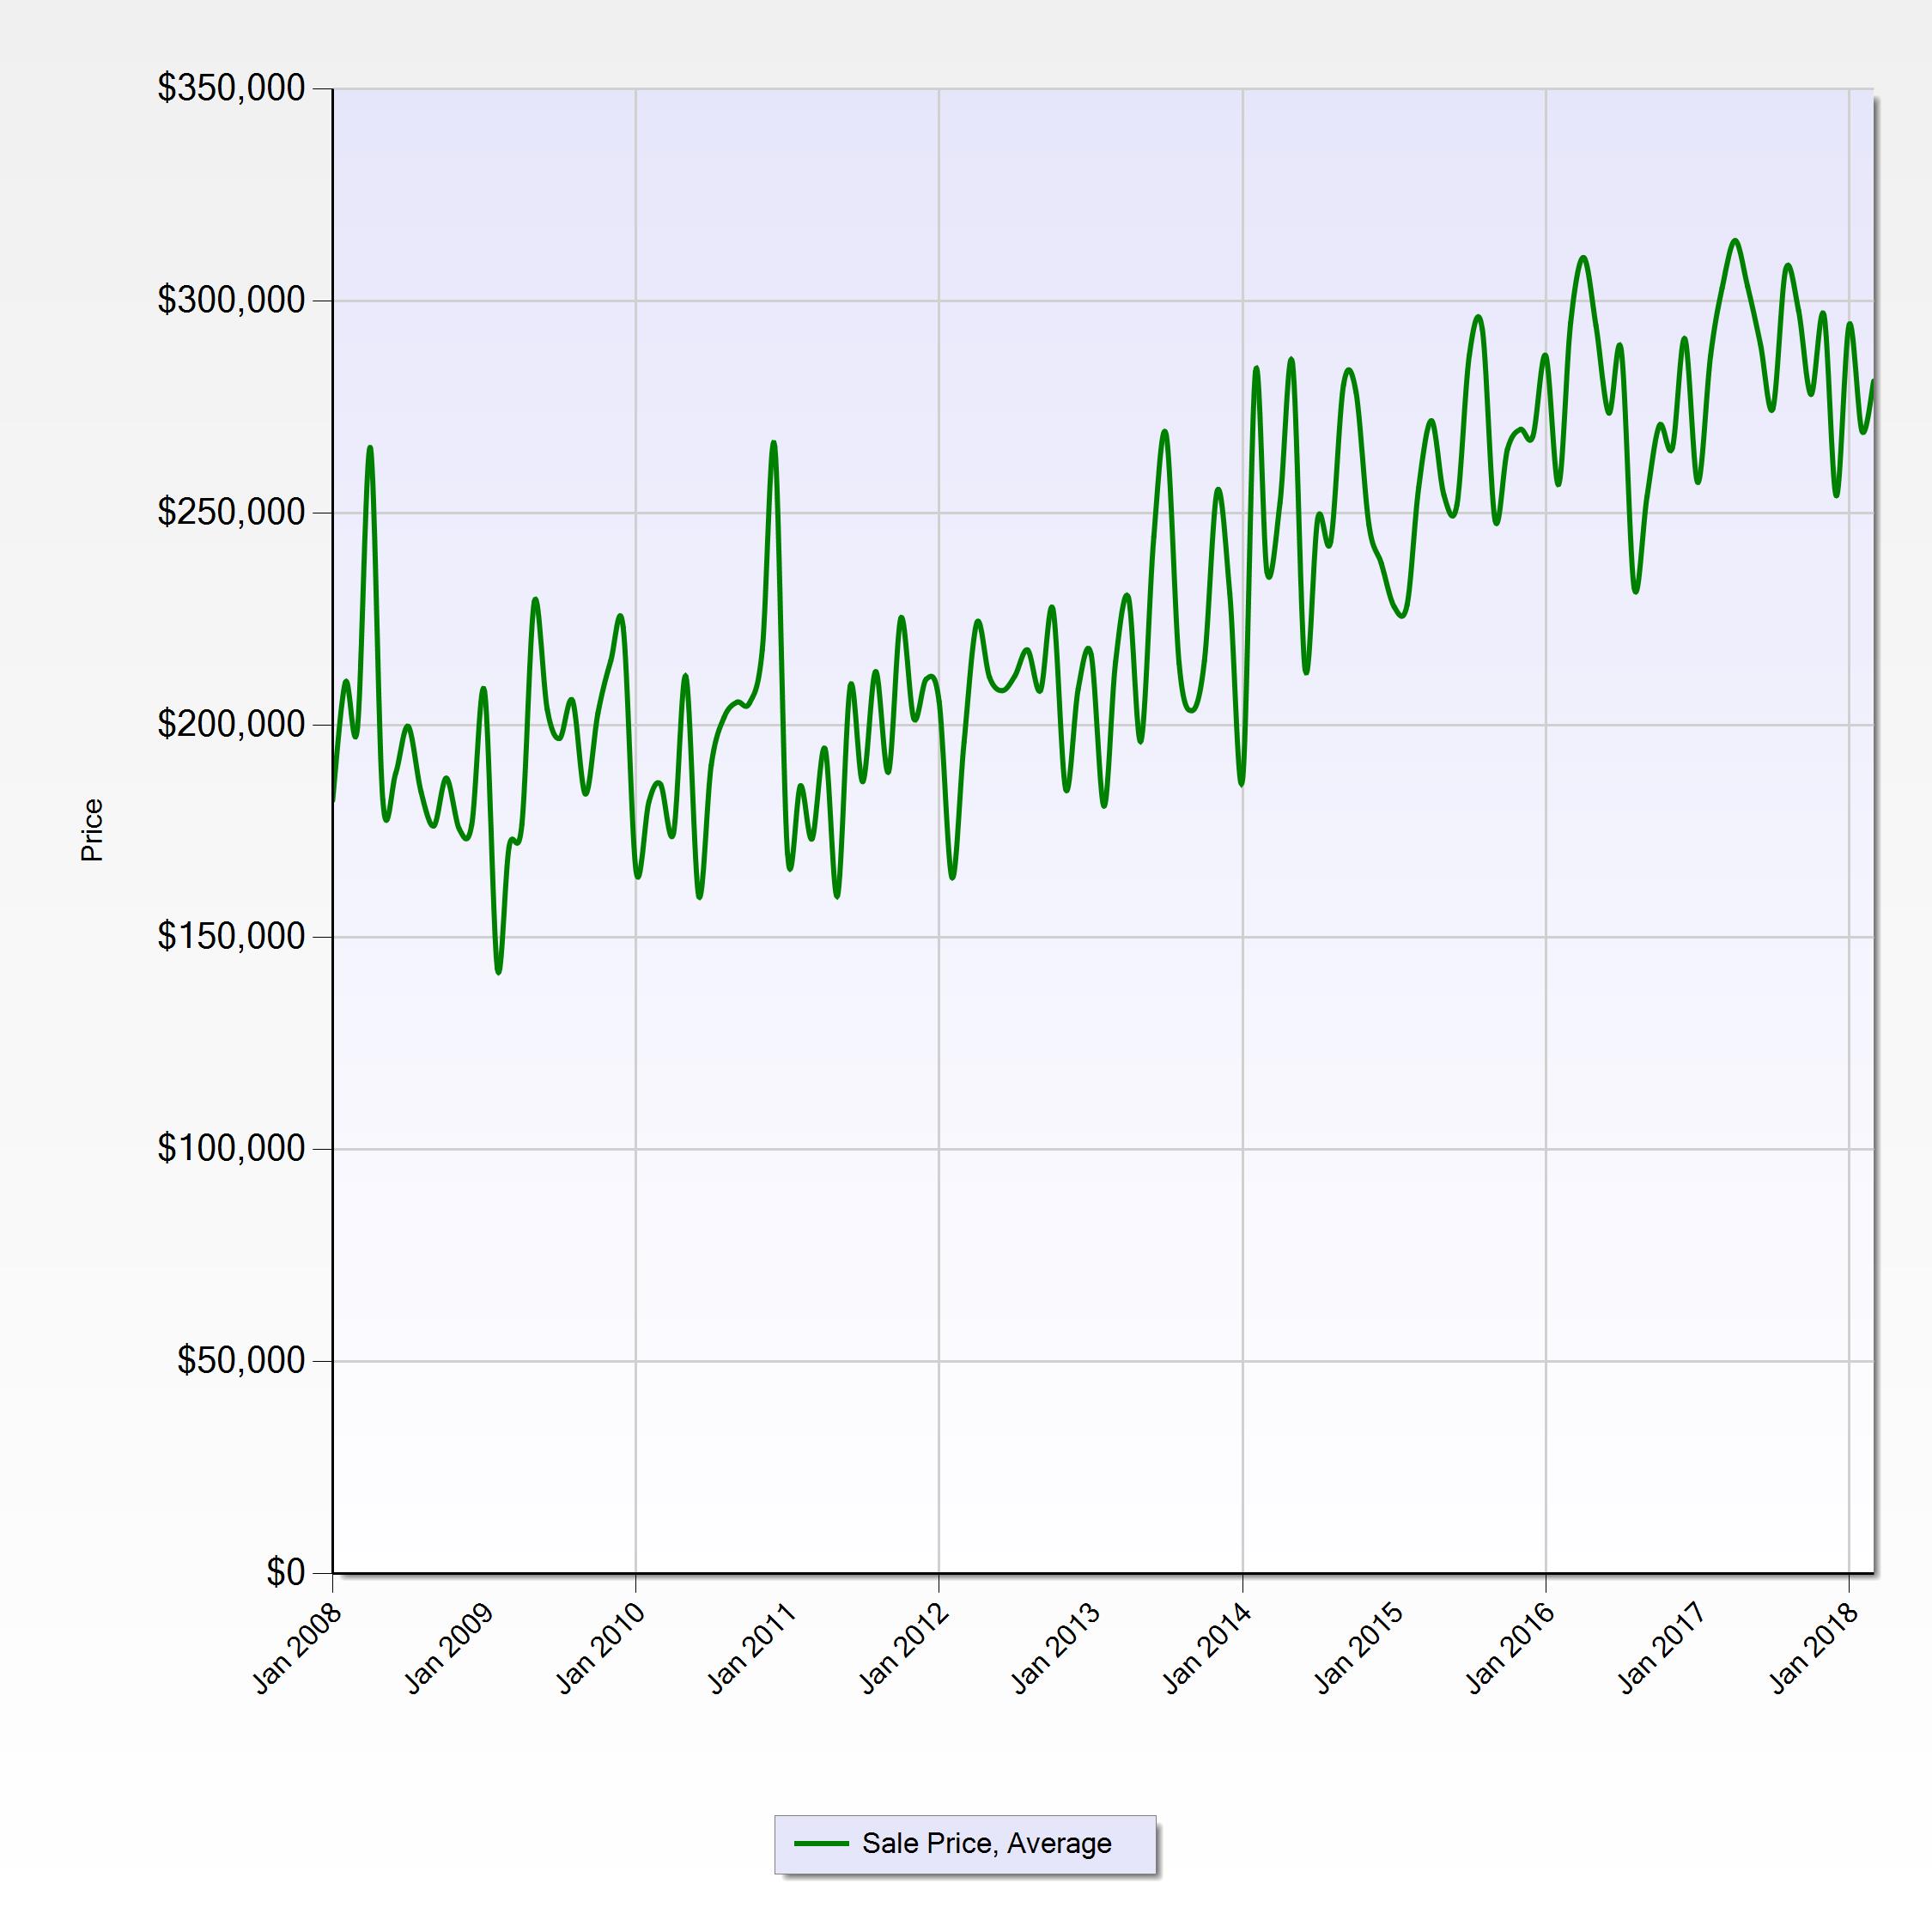 $350,000
$300,000
$250,000
$200,000
$150,000
$100,000
$50,000
$0
Price
Jan 2008
Jan 2009
Jan 2010
Jan 2011
Jan 2012
Jan 2013
Jan 2014
Jan 2015
Jan 2016
Jan 2017
Jan 2018
Sale Price, Average